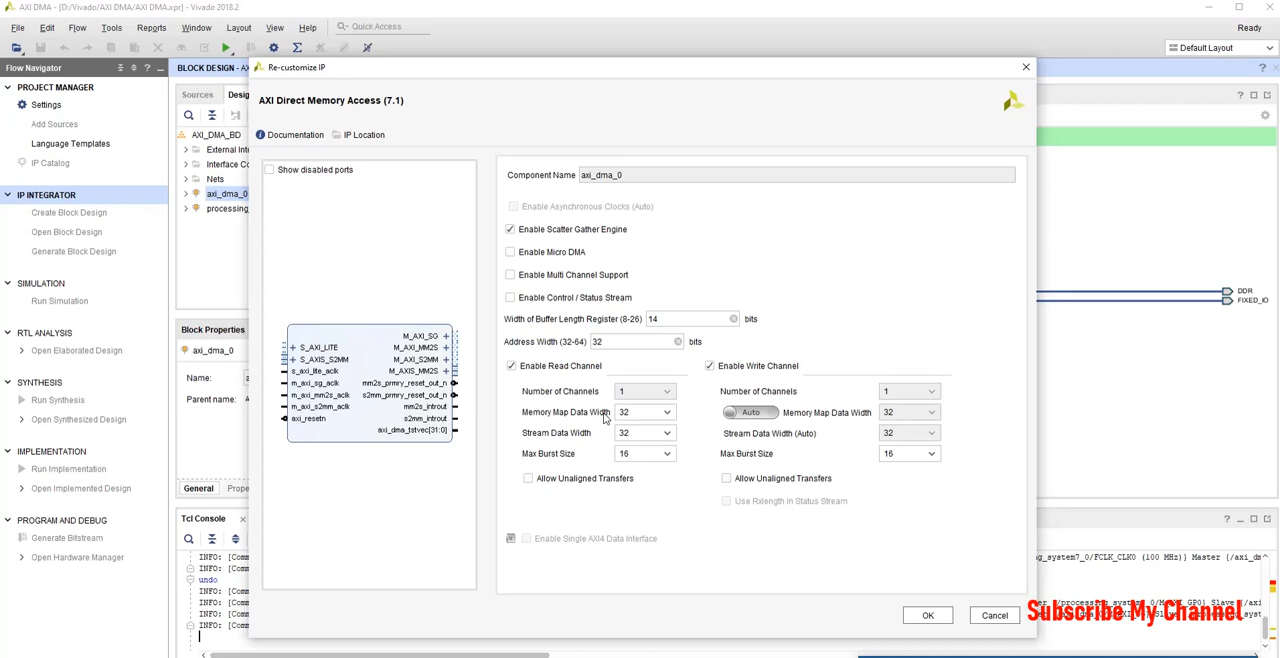 AXI DMA - [D:/Vivado/AXI DMA/AXI DMA.xpr] - Vivado 2018.2
File Edit Flow Tools Reports Window Layout View Help Quick Access Ready
Default Layout
Flow Navigator
PROJECT MANAGER
Settings
Add Sources
Language Templates
IP Catalog
IP INTEGRATOR
Create Block Design
Open Block Design
Generate Block Design
SIMULATION
Run Simulation
RTL ANALYSIS
Open Elaborated Design
SYNTHESIS
Run Synthesis
Open Synthesized Design
IMPLEMENTATION
Run Implementation
Open Implemented Design
PROGRAM AND DEBUG
Generate Bitstream
Open Hardware Manager
BLOCK DESIGN - AX
Sources Desig
AXI_DMA_BD
External Int
Interface Co
Nets
axi_dma_0
processing_
Block Properties
axi_dma_0
Name: a
Parent name:
General Prope
Tcl Console
INFO: [Comm
undo
INFO: [Comm
INFO: [Comm
INFO: [Comm
INFO: [Comm
Re-customize IP
AXI Direct Memory Access (7.1)
Documentation IP Location
Show disabled ports
S_AXI_LITE
S_AXIS_S2MM
s_axi_lite_aclk
m_axi_sg_aclk
m_axi_mm2s_aclk
m_axi_s2mm_aclk
axi_resetn
M_AXI_SG
M_AXI_MM2S
M_AXI_S2MM
M_AXIS_MM2S
mm2s_prmry_reset_out_n
s2mm_prmry_reset_out_n
mm2s_introut
s2mm_introut
axi_dma_tstvec[31:0]
Component Name axi_dma_0
Enable Asynchronous Clocks (Auto)
Enable Scatter Gather Engine
Enable Micro DMA
Enable Multi Channel Support
Enable Control / Status Stream
Width of Buffer Length Register (8-26) 14 bits
Address Width (32-64) 32 bits
Enable Read Channel
Number of Channels 1
Memory Map Data Width 32
Stream Data Width 32
Max Burst Size 16
Allow Unaligned Transfers
Enable Write Channel
Number of Channels 1
Auto Memory Map Data Width 32
Stream Data Width (Auto) 32
Max Burst Size 16
Allow Unaligned Transfers
Use Rxlength In Status Stream
Enable Single AXI4 Data Interface
OK Cancel
DDR
FIXED_IO
Subscribe My Channel